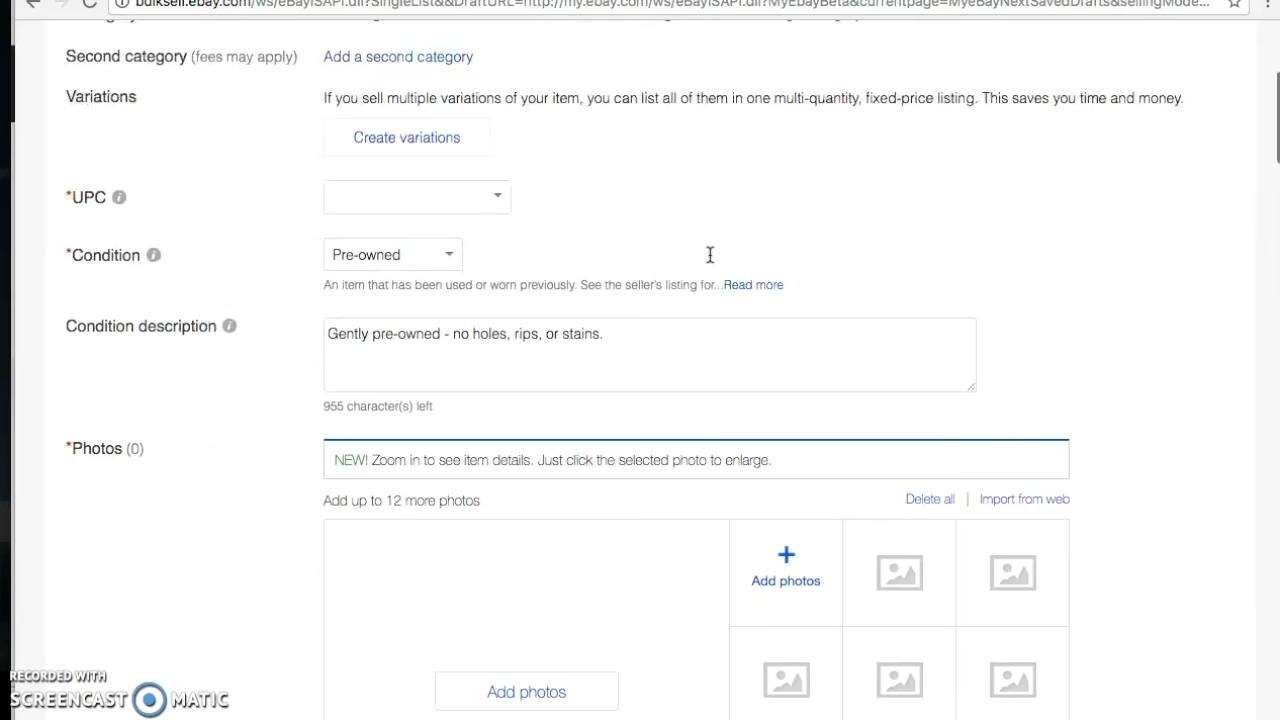 bulksell.ebay.com/ws/eBayISAPI.dll?SingleList&&DraftURL=http://my.ebay.com/ws/eBayISAPI.dll?MyEbayBeta&currentpage=MyeBayNextSavedDrafts&sellingMode...
Second category (fees may apply) Add a second category
Variations If you sell multiple variations of your item, you can list all of them in one multi-quantity, fixed-price listing. This saves you time and money.
Create variations
*UPC
*Condition Pre-owned
An item that has been used or worn previously. See the seller's listing for...Read more
Condition description Gently pre-owned - no holes, rips, or stains.
955 character(s) left
*Photos (0) NEW! Zoom in to see item details. Just click the selected photo to enlarge.
Add up to 12 more photos Delete all | Import from web
Add photos
Add photos
RECORDED WITH
SCREENCAST MATIC